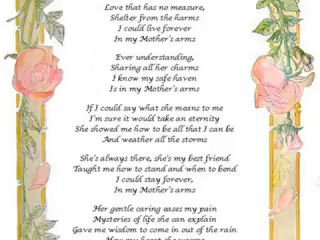 Love that has no measure,
Shelter from the harms
I could live forever
In my Mother's arms
Ever understanding,
Sharing all her charms
I know my safe haven
Is in my Mother's arms
If I could say what she means to me
I'm sure it would take an eternity
She showed me how to be all that I can be
And weather all the storms
She's always there, she's my best friend
Taught me how to stand and when to bend
I could stay forever,
In my Mother's arms
Her gentle caring eases my pain
Mysteries of life she can explain
Gave me wisdom to come in out of the rain